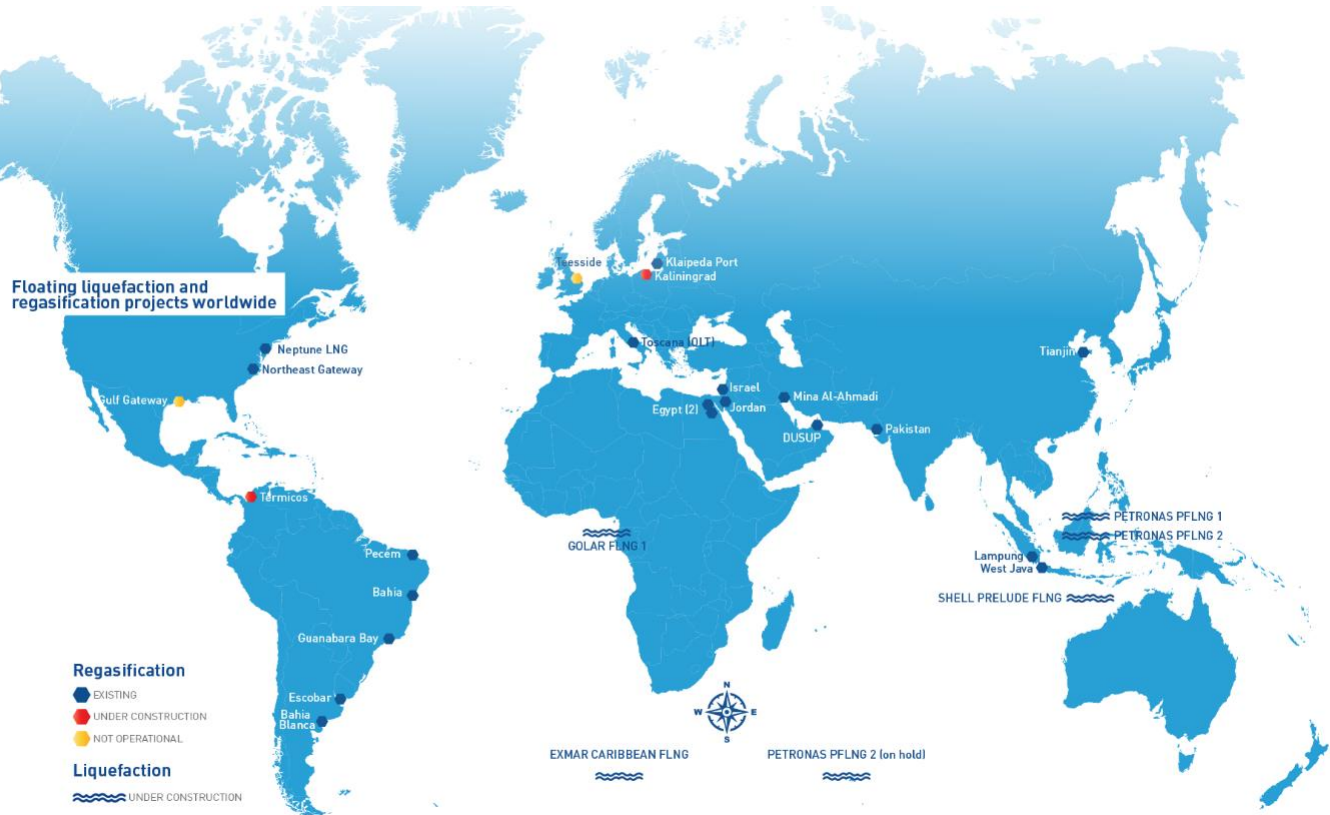 Floating liquefaction and
regasification projects worldwide
Teesside
Klaipeda Port
Kaliningrad
Neptune LNG
Northeast Gateway
Gulf Gateway
Toscana (OLT)
Tianjin
Israel
Mina Al-Ahmadi
Egypt (2)
Jordan
DUSUP
Pakistan
Térmicos
PETRONAS PFLNG 1
PETRONAS PFLNG 2
GOLAR FLNG 1
Pecem
Lampung
West Java
Bahia
SHELL PRELUDE FLNG
Guanabara Bay
Escobar
Bahia
Blanca
Regasification
EXISTING
UNDER CONSTRUCTION
NOT OPERATIONAL
Liquefaction
UNDER CONSTRUCTION
N
W E
S
EXMAR CARIBBEAN FLNG
PETRONAS PFLNG 2 (on hold)